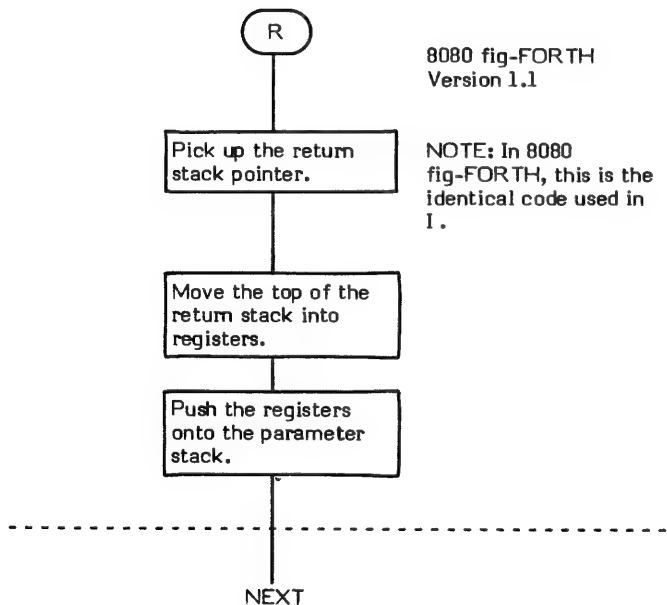 R
8080 fig-FORTH
Version 1.1
Pick up the return
stack pointer.
NOTE: In 8080
fig-FORTH, this is the
identical code used in
I .
Move the top of the
return stack into
registers.
Push the registers
onto the parameter
stack.
NEXT